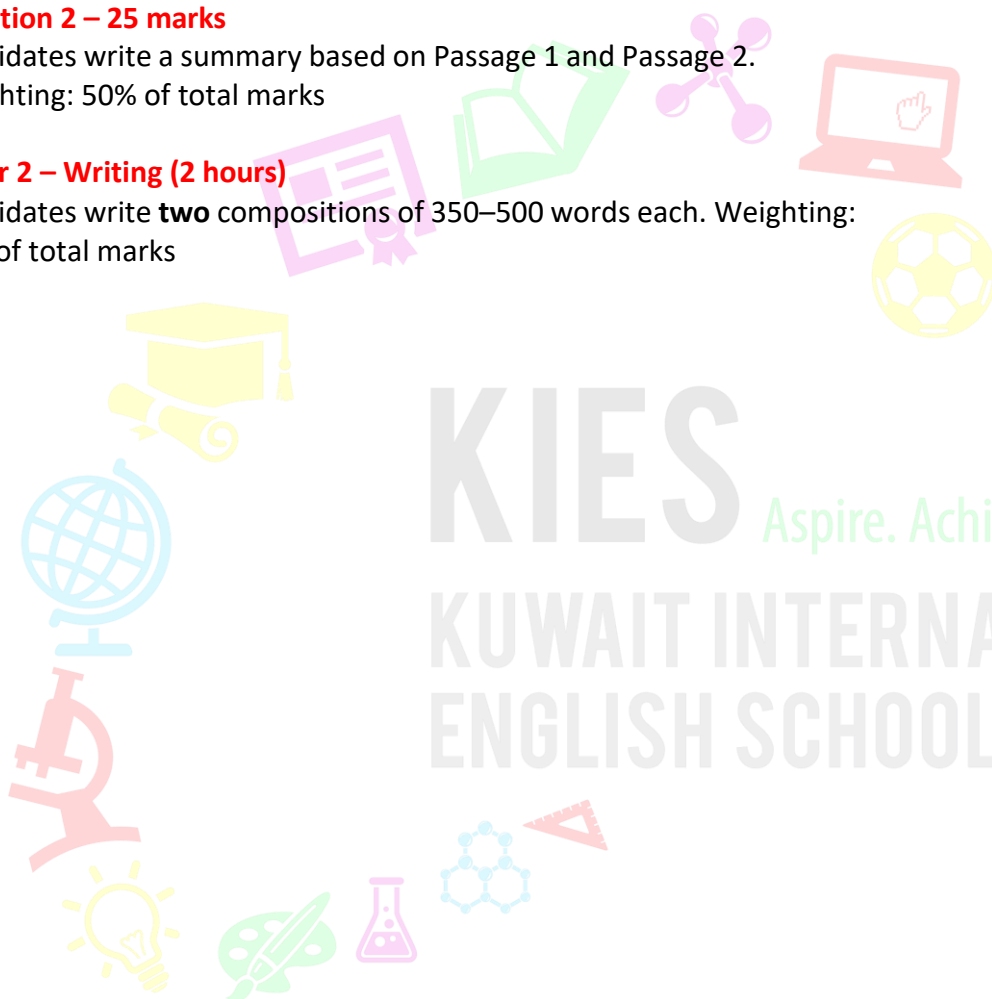 tion 2 – 25 marks
idates write a summary based on Passage 1 and Passage 2.
hting: 50% of total marks
r 2 – Writing (2 hours)
idates write two compositions of 350–500 words each. Weighting:
of total marks
KIES
Aspire. Achi
KUWAIT INTERNA
ENGLISH SCHOOL